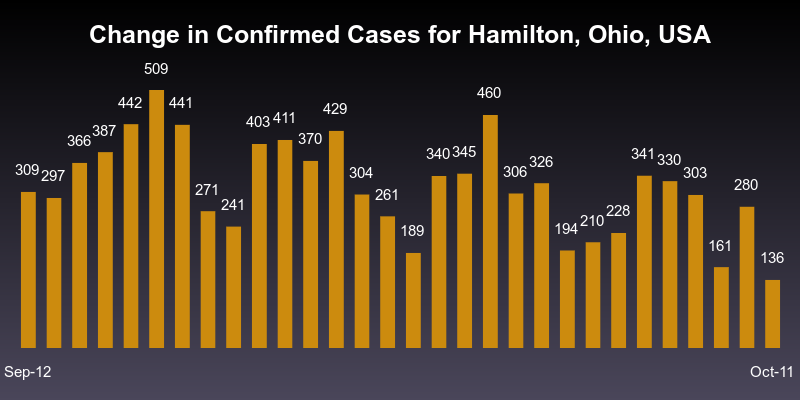 Change in Confirmed Cases for Hamilton, Ohio, USA
309 297 366 387 442 509 441 271 241 403 411 370 429 304 261 189 340 345 460 306 326 194 210 228 341 330 303 161 280 136
Sep-12 Oct-11